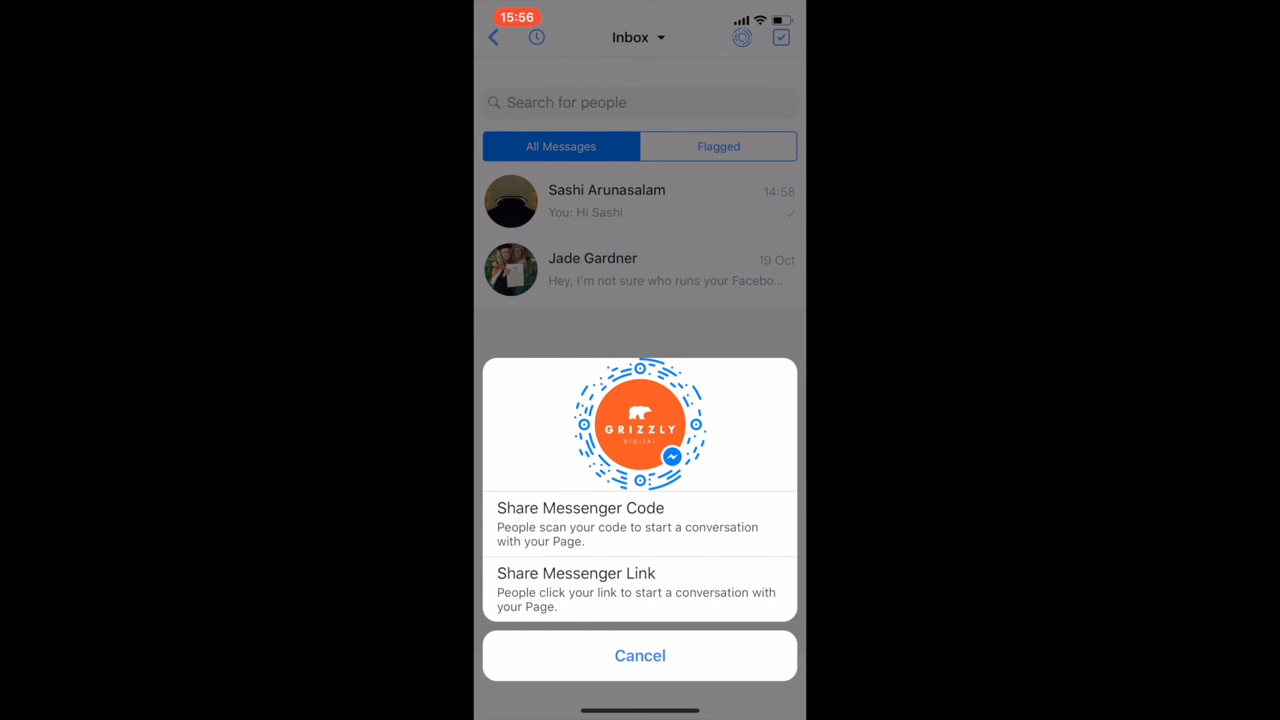 15:56
Inbox
Search for people
All Messages
Flagged
Sashi Arunasalam
14:58
You: Hi Sashi
Jade Gardner
19 Oct
Hey, I'm not sure who runs your Facebo...
GRIZZLY
DIGITAL
Share Messenger Code
People scan your code to start a conversation
with your Page.
Share Messenger Link
People click your link to start a conversation with
your Page.
Cancel